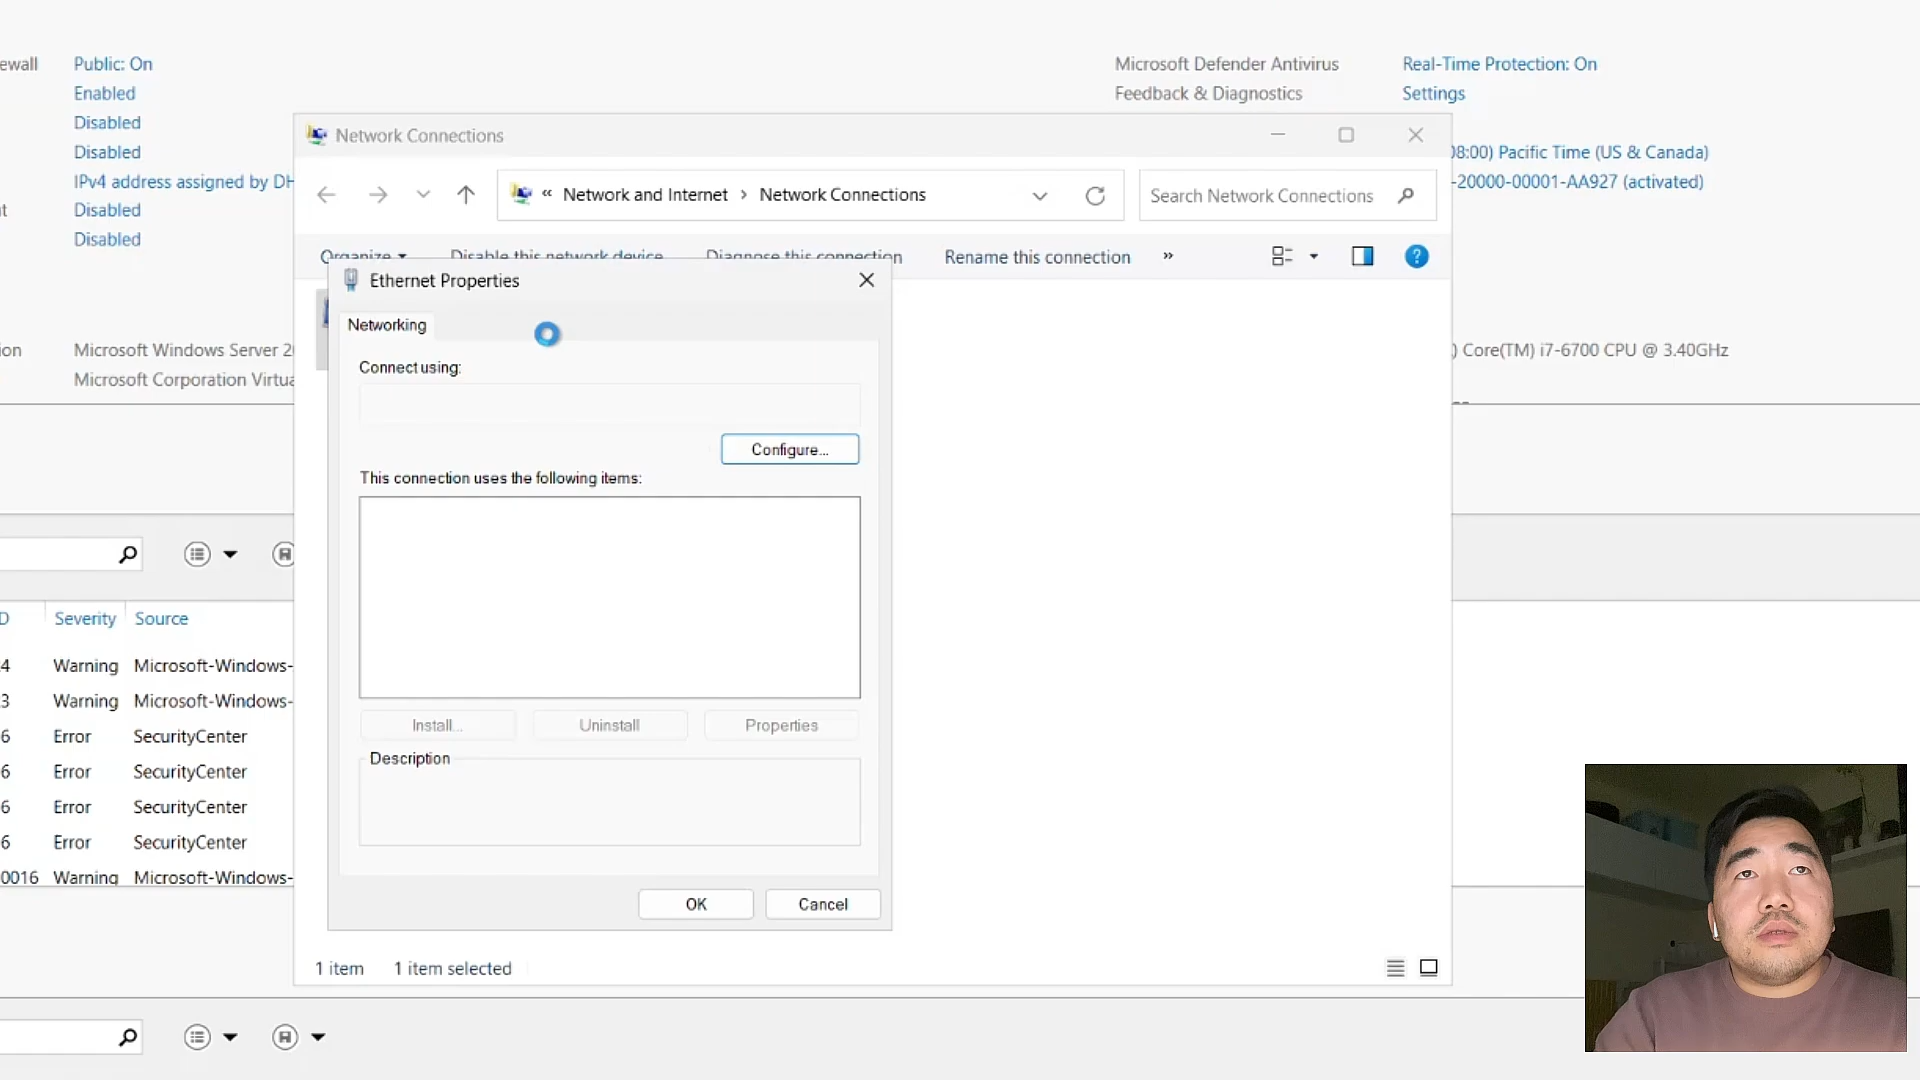 ewall Public: On Microsoft Defender Antivirus Real-Time Protection: On
Enabled Feedback & Diagnostics Settings
Disabled
Network Connections
Disabled 08:00) Pacific Time (US & Canada)
IPv4 address assigned by DH -20000-00001-AA927 (activated)
« Network and Internet > Network Connections Search Network Connections
t Disabled
Disabled
Organize Disable this network device Diagnose this connection Rename this connection » ?
Ethernet Properties
Networking
ion Microsoft Windows Server 20 ) Core(TM) i7-6700 CPU @ 3.40GHz
Connect using:
Microsoft Corporation Virtua
Configure...
This connection uses the following items:
D Severity Source
4 Warning Microsoft-Windows-
3 Warning Microsoft-Windows-
Install... Uninstall Properties
6 Error SecurityCenter
Description
6 Error SecurityCenter
6 Error SecurityCenter
6 Error SecurityCenter
0016 Warning Microsoft-Windows-
OK Cancel
1 item 1 item selected